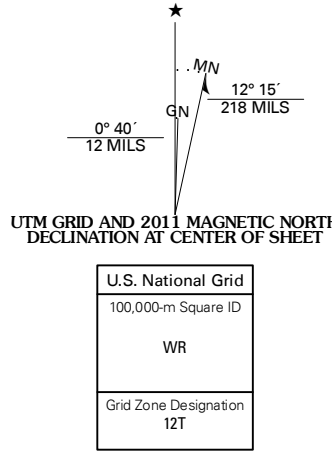 ★
MN
GN
12° 15´
218 MILS
0° 40´
12 MILS
UTM GRID AND 2011 MAGNETIC NORTH
DECLINATION AT CENTER OF SHEET
U.S. National Grid
100,000-m Square ID
WR
Grid Zone Designation
12T